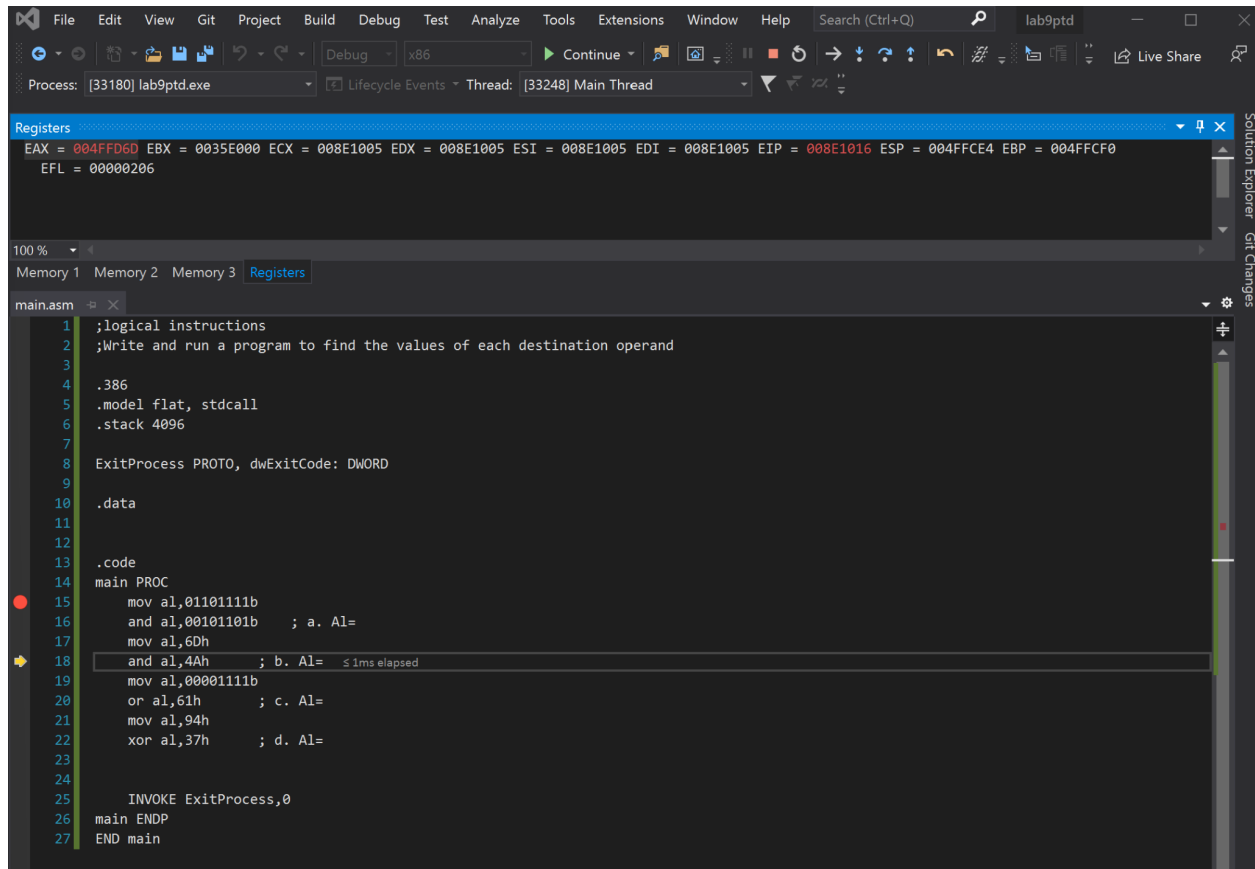 File Edit View Git Project Build Debug Test Analyze Tools Extensions Window Help Search (Ctrl+Q) lab9ptd
Debug x86 Continue Live Share
Process: [33180] lab9ptd.exe Lifecycle Events Thread: [33248] Main Thread
Registers
EAX = 004FFD6D EBX = 0035E000 ECX = 008E1005 EDX = 008E1005 ESI = 008E1005 EDI = 008E1005 EIP = 008E1016 ESP = 004FFCE4 EBP = 004FFCF0
EFL = 00000206
100 %
Memory 1 Memory 2 Memory 3 Registers
main.asm
1 ;logical instructions
2 ;Write and run a program to find the values of each destination operand
3
4 .386
5 .model flat, stdcall
6 .stack 4096
7
8 ExitProcess PROTO, dwExitCode: DWORD
9
10 .data
11
12
13 .code
14 main PROC
15 mov al,01101111b
16 and al,00101101b ; a. Al=
17 mov al,6Dh
18 and al,4Ah ; b. Al= ≤ 1ms elapsed
19 mov al,00001111b
20 or al,61h ; c. Al=
21 mov al,94h
22 xor al,37h ; d. Al=
23
24
25 INVOKE ExitProcess,0
26 main ENDP
27 END main
Solution Explorer
Git Changes